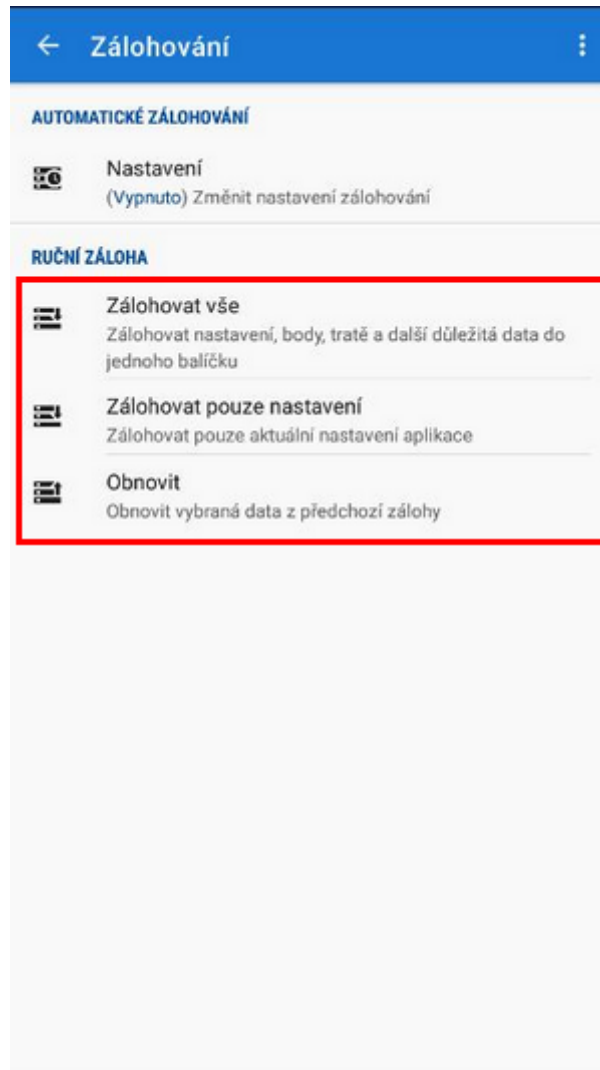 Zálohování
AUTOMATICKÉ ZÁLOHOVÁNÍ
Nastavení
(Vypnuto) Změnit nastavení zálohování
RUČNÍ ZÁLOHA
Zálohovat vše
Zálohovat nastavení, body, tratě a další důležitá data do
jednoho balíčku
Zálohovat pouze nastavení
Zálohovat pouze aktuální nastavení aplikace
Obnovit
Obnovit vybraná data z předchozí zálohy